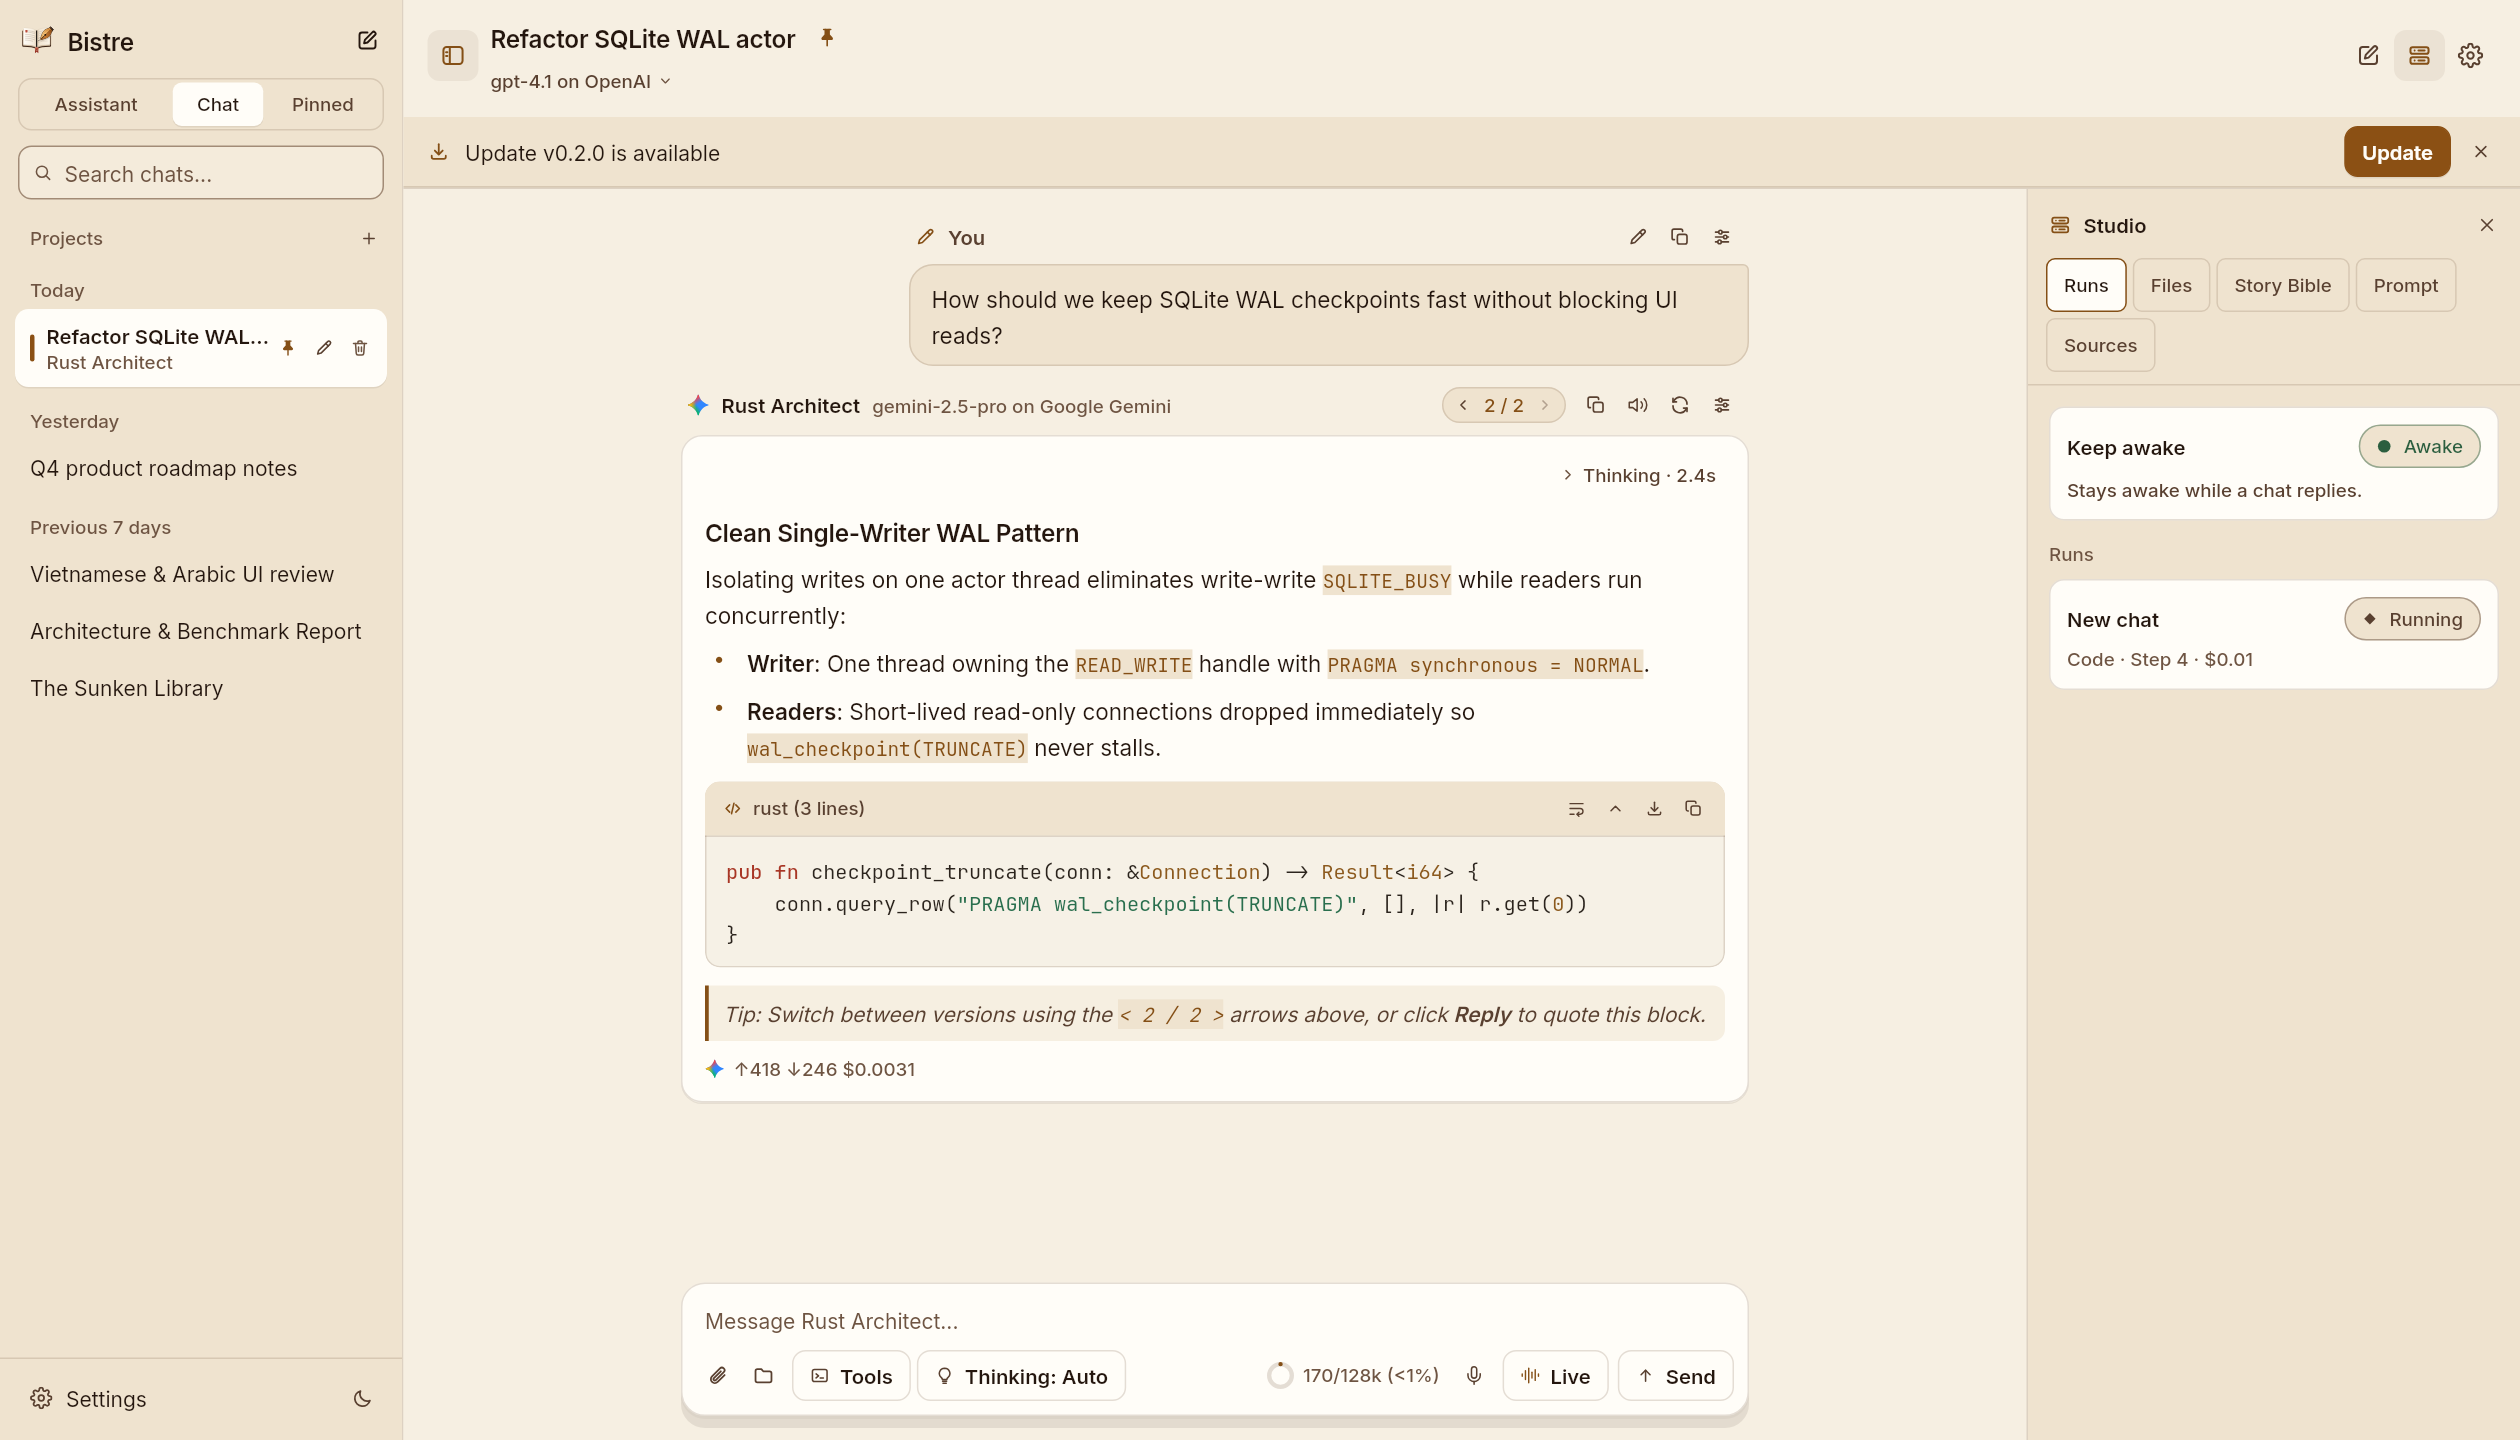 Bistre
Assistant
Chat
Pinned
Search chats...
Projects
Today
Refactor SQLite WAL...
Rust Architect
Yesterday
Q4 product roadmap notes
Previous 7 days
Vietnamese & Arabic UI review
Architecture & Benchmark Report
The Sunken Library
Settings
Refactor SQLite WAL actor
gpt-4.1 on OpenAI
Update v0.2.0 is available
Update
You
How should we keep SQLite WAL checkpoints fast without blocking UI
reads?
Rust Architect gemini-2.5-pro on Google Gemini
2 / 2
Thinking · 2.4s
Clean Single-Writer WAL Pattern
Isolating writes on one actor thread eliminates write-write SQLITE_BUSY while readers run
concurrently:
• Writer: One thread owning the READ_WRITE handle with PRAGMA synchronous = NORMAL.
• Readers: Short-lived read-only connections dropped immediately so
wal_checkpoint(TRUNCATE) never stalls.
rust (3 lines)
pub fn checkpoint_truncate(conn: &Connection) -> Result<i64> {
    conn.query_row("PRAGMA wal_checkpoint(TRUNCATE)", [], |r| r.get(0))
}
Tip: Switch between versions using the < 2 / 2 > arrows above, or click Reply to quote this block.
↑418 ↓246 $0.0031
Message Rust Architect...
Tools
Thinking: Auto
170/128k (<1%)
Live
Send
Studio
Runs
Files
Story Bible
Prompt
Sources
Keep awake
Awake
Stays awake while a chat replies.
Runs
New chat
Running
Code · Step 4 · $0.01